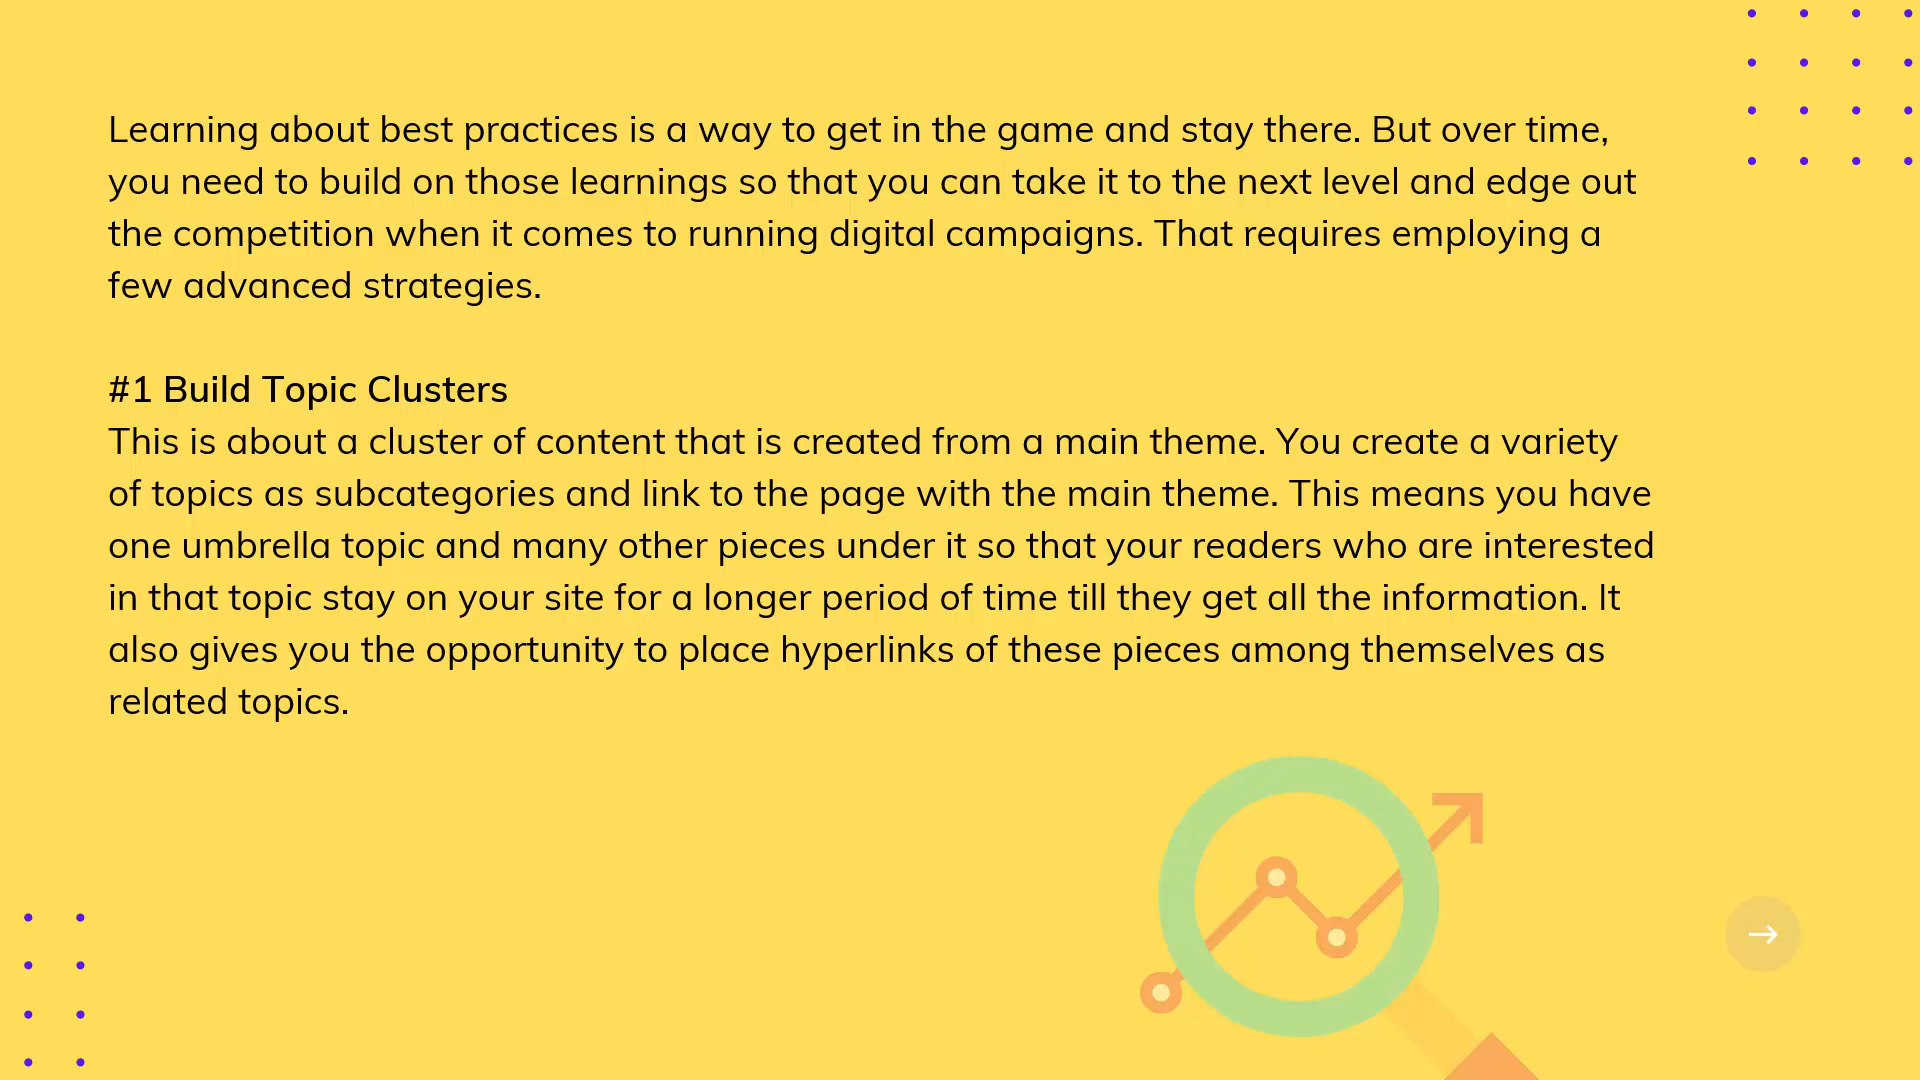 Learning about best practices is a way to get in the game and stay there. But over time,
you need to build on those learnings so that you can take it to the next level and edge out
the competition when it comes to running digital campaigns. That requires employing a
few advanced strategies.
#1 Build Topic Clusters
This is about a cluster of content that is created from a main theme. You create a variety
of topics as subcategories and link to the page with the main theme. This means you have
one umbrella topic and many other pieces under it so that your readers who are interested
in that topic stay on your site for a longer period of time till they get all the information. It
also gives you the opportunity to place hyperlinks of these pieces among themselves as
related topics.